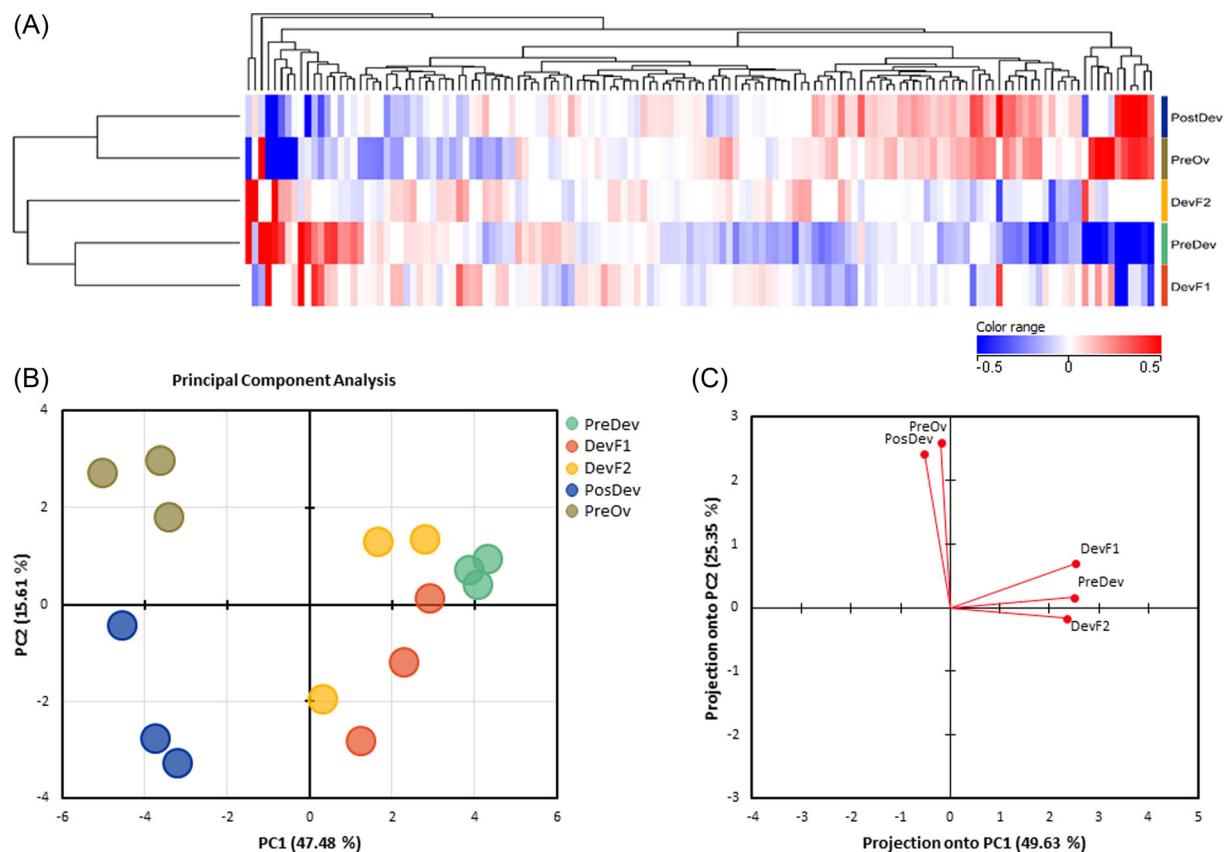 (A)
PostDev
PreOv
DevF2
PreDev
DevF1
Color range
-0.5 0 0.5
(B)
Principal Component Analysis
4
2
0
-2
-4
-6 -4 -2 0 2 4 6
PC2 (15.61 %)
PC1 (47.48 %)
PreDev
DevF1
DevF2
PosDev
PreOv
(C)
3
2
1
0
-1
-2
-3
-5 -4 -3 -2 -1 0 1 2 3 4 5
Projection onto PC2 (25.35 %)
Projection onto PC1 (49.63 %)
PreOv
PosDev
DevF1
PreDev
DevF2